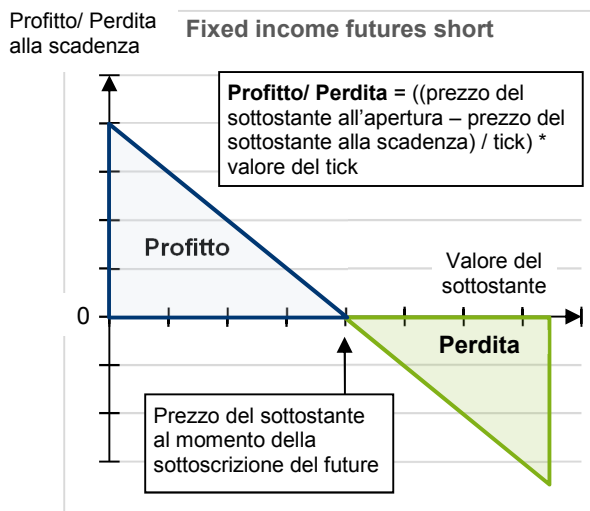 Profitto/ Perdita
alla scadenza
Fixed income futures short
Profitto/ Perdita = ((prezzo del
sottostante all’apertura – prezzo del
sottostante alla scadenza) / tick) *
valore del tick
Profitto
Valore del
sottostante
0
Perdita
Prezzo del sottostante
al momento della
sottoscrizione del future